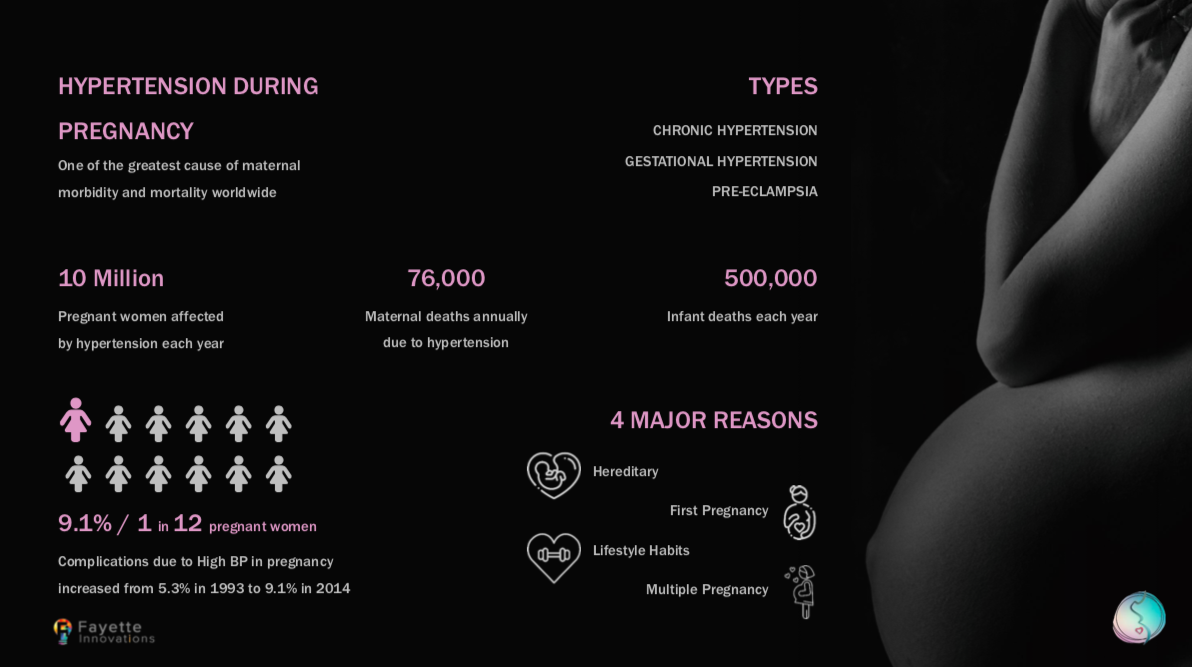 HYPERTENSION DURING
PREGNANCY
One of the greatest cause of maternal
morbidity and mortality worldwide
TYPES
CHRONIC HYPERTENSION
GESTATIONAL HYPERTENSION
PRE-ECLAMPSIA
10 Million
Pregnant women affected
by hypertension each year
76,000
Maternal deaths annually
due to hypertension
500,000
Infant deaths each year
9.1% / 1 in 12 pregnant women
Complications due to High BP in pregnancy
increased from 5.3% in 1993 to 9.1% in 2014
4 MAJOR REASONS
Hereditary
First Pregnancy
Lifestyle Habits
Multiple Pregnancy
Fayette
Innovations